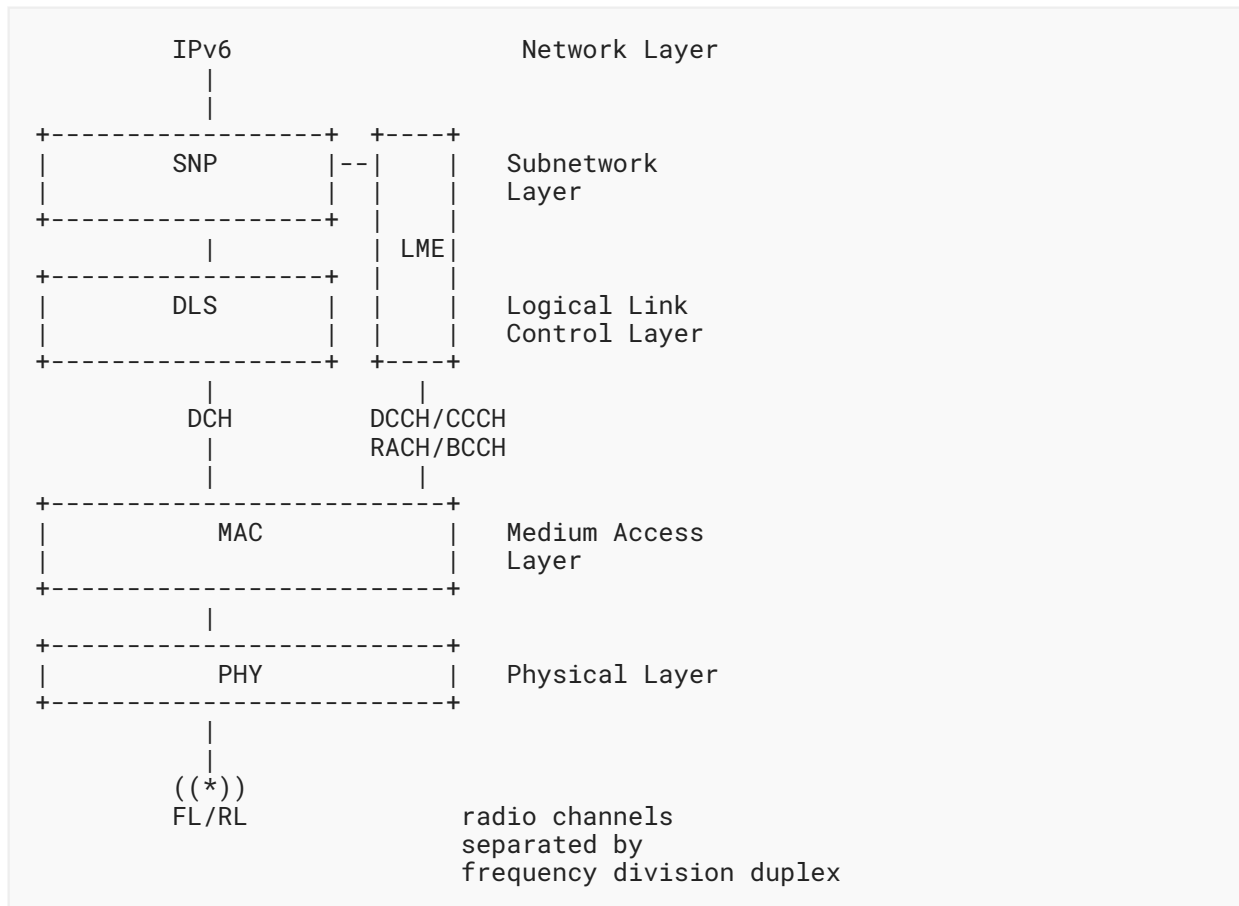 IPv6                   Network Layer
|
|
+------------------+  +----+
|        SNP       |--|    |   Subnetwork
|                  |  |    |   Layer
+------------------+  |    |
|          | LME|
+------------------+  |    |
|        DLS       |  |    |   Logical Link
|                  |  |    |   Control Layer
+------------------+  +----+
|             |
DCH         DCCH/CCCH
|          RACH/BCCH
|             |
+--------------------------+
|           MAC            |   Medium Access
|                          |   Layer
+--------------------------+
|
+--------------------------+
|           PHY            |   Physical Layer
+--------------------------+
|
|
((*))
FL/RL              radio channels
separated by
frequency division duplex